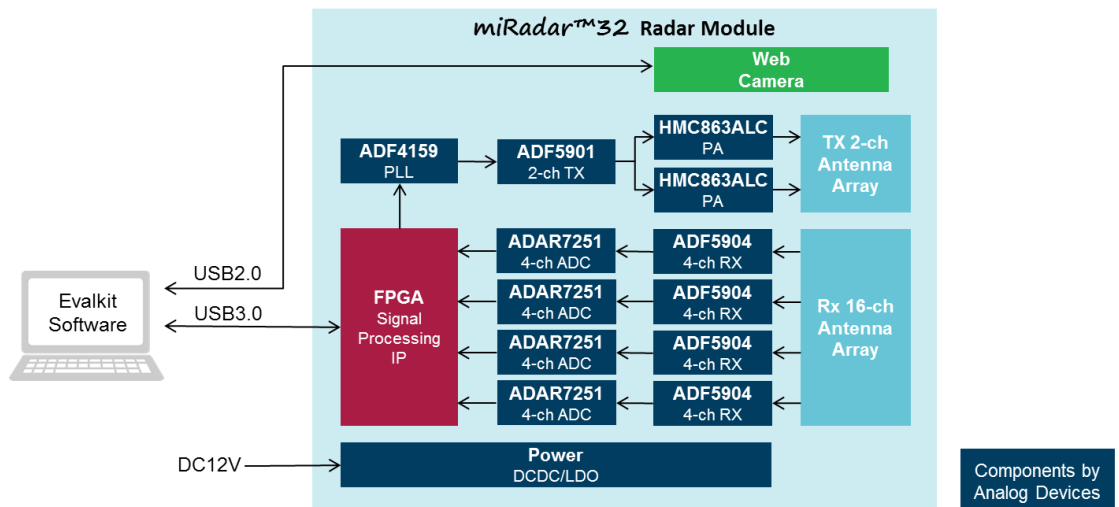 miRadar™32 Radar Module
Web
Camera
ADF4159
PLL
ADF5901
2-ch TX
HMC863ALC
PA
HMC863ALC
PA
TX 2-ch
Antenna
Array
USB2.0
USB3.0
Evalkit
Software
FPGA
Signal
Processing
IP
ADAR7251
4-ch ADC
ADF5904
4-ch RX
ADAR7251
4-ch ADC
ADF5904
4-ch RX
ADAR7251
4-ch ADC
ADF5904
4-ch RX
ADAR7251
4-ch ADC
ADF5904
4-ch RX
Rx 16-ch
Antenna
Array
DC12V
Power
DCDC/LDO
Components by
Analog Devices